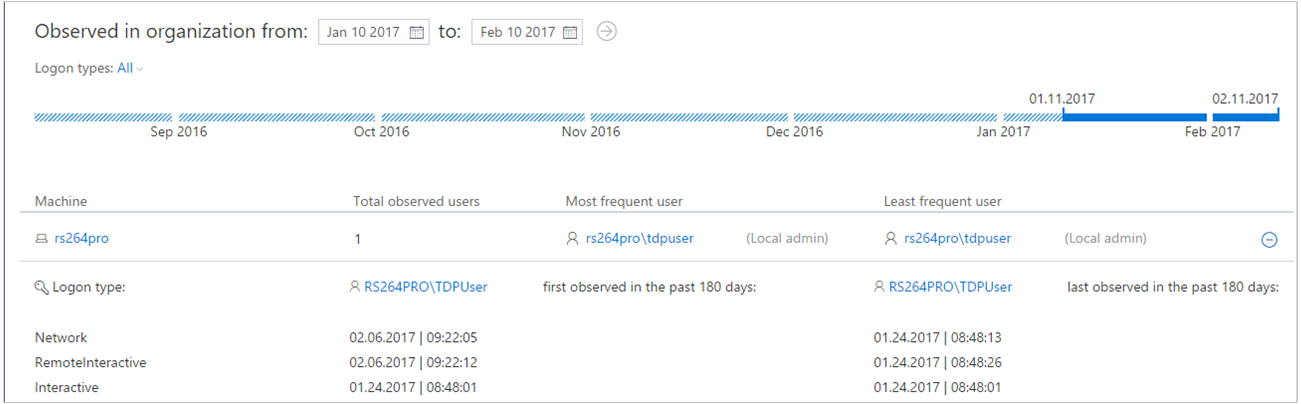 Observed in organization from: Jan 10 2017 to: Feb 10 2017
Logon types: All
01.11.2017 02.11.2017
Sep 2016 Oct 2016 Nov 2016 Dec 2016 Jan 2017 Feb 2017
Machine Total observed users Most frequent user Least frequent user
rs264pro 1 rs264pro\tdpuser (Local admin) rs264pro\tdpuser (Local admin)
Logon type: RS264PRO\TDPUser first observed in the past 180 days: RS264PRO\TDPUser last observed in the past 180 days:
Network 02.06.2017 | 09:22:05 01.24.2017 | 08:48:13
RemoteInteractive 02.06.2017 | 09:22:12 01.24.2017 | 08:48:26
Interactive 01.24.2017 | 08:48:01 01.24.2017 | 08:48:01